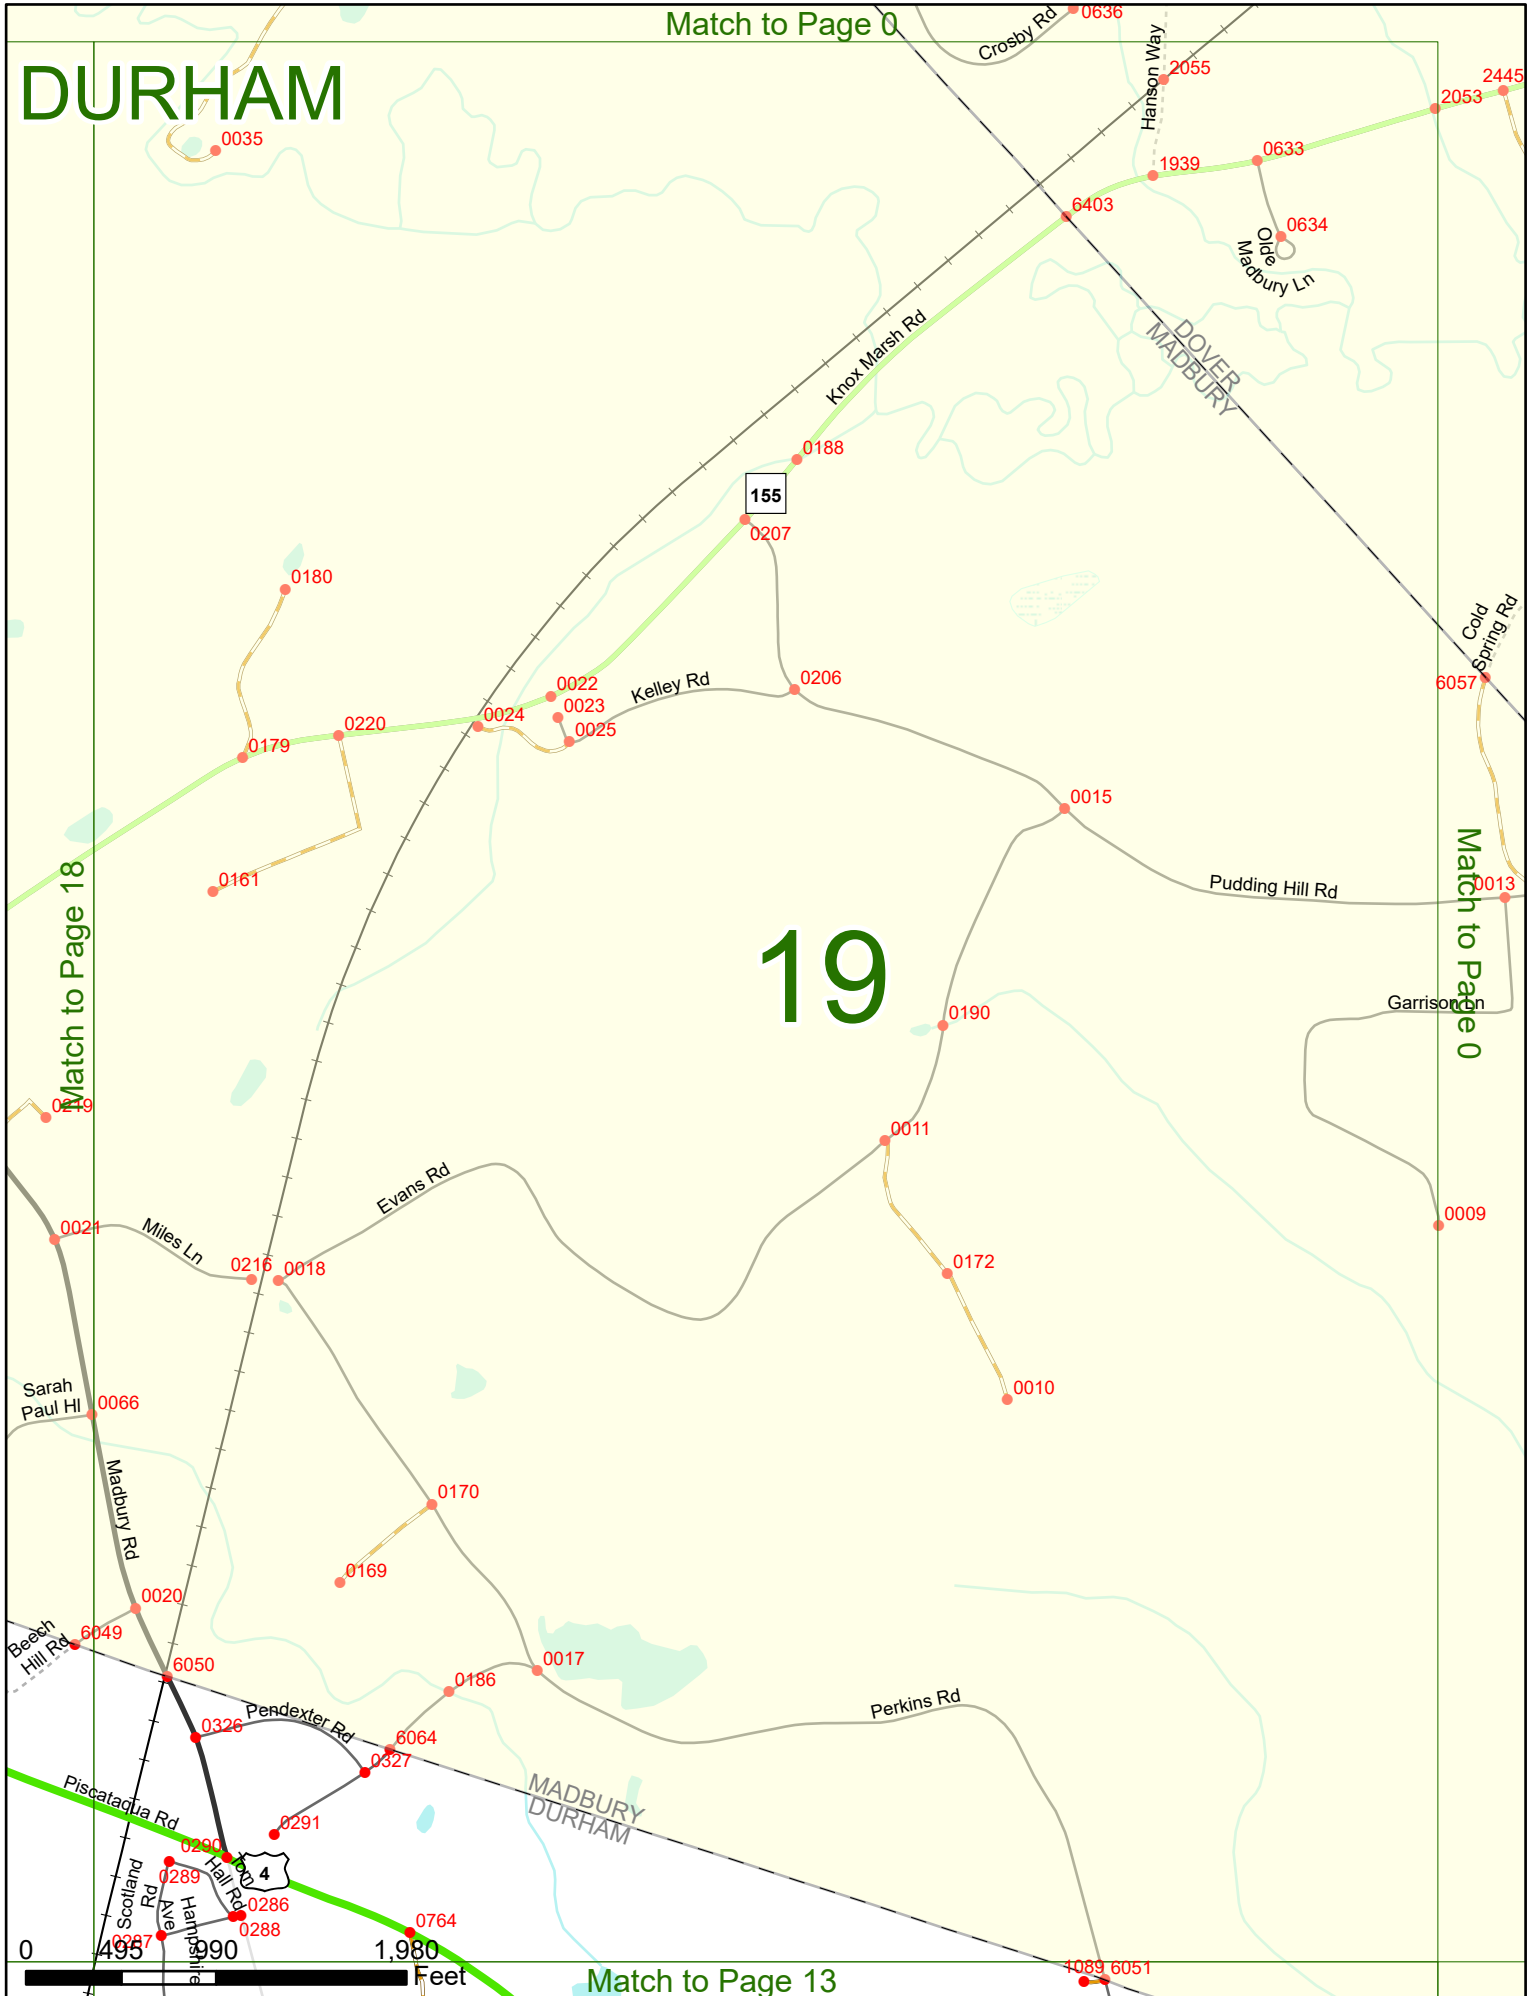 Match to Page 0
DURHAM
Crosby Rd
0636
Hanson Way
2055
2445
2053
0035
0633
1939
6403
0634
Olde
Madbury Ln
Knox Marsh Rd
DOVER
MADBURY
0188
155
0207
0180
Cold
Spring Rd
6057
0206
Kelley Rd
0022
0023
0024
0025
0220
0179
0015
0161
Match to Page 18
Pudding Hill Rd
0013
Match to Page 0
19
Garrison Ln
0190
0219
0011
Evans Rd
0009
0021
Miles Ln
0216
0018
0172
Sarah
Paul Hl
0066
0010
Madbury Rd
0170
0169
0020
Beech
Hill Rd
6049
6050
0017
0186
Perkins Rd
0326
Pendexter Rd
6064
0327
Piscataqua Rd
MADBURY
DURHAM
0291
0290
Tom
Hall Rd
4
0289
Scotland
Rd
Hampshire
Ave
0286
0288
0287
0764
0 495 990 1,980
Feet
1089
6051
Match to Page 13